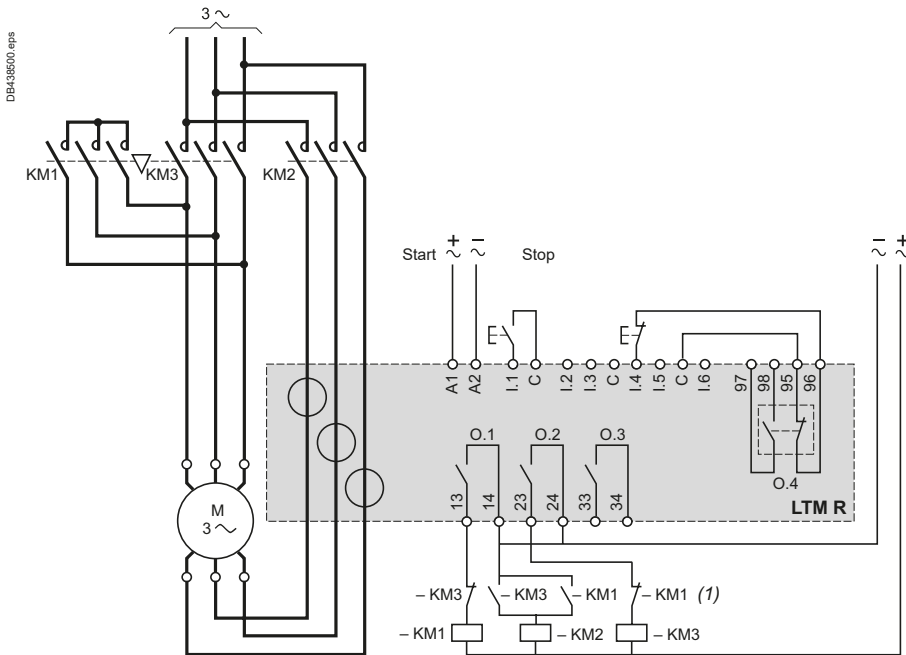 DB438500.eps
3 ~
KM1
KM3
KM2
Start + ~ − ~ Stop − ~ + ~
A1 A2 I.1 C I.2 I.3 C I.4 I.5 C I.6 97 98 95 96
O.1 O.2 O.3
O.4
13 14 23 24 33 34
LTM R
M
3 ~
– KM3 – KM3 – KM1 – KM1 (1)
– KM1 – KM2 – KM3